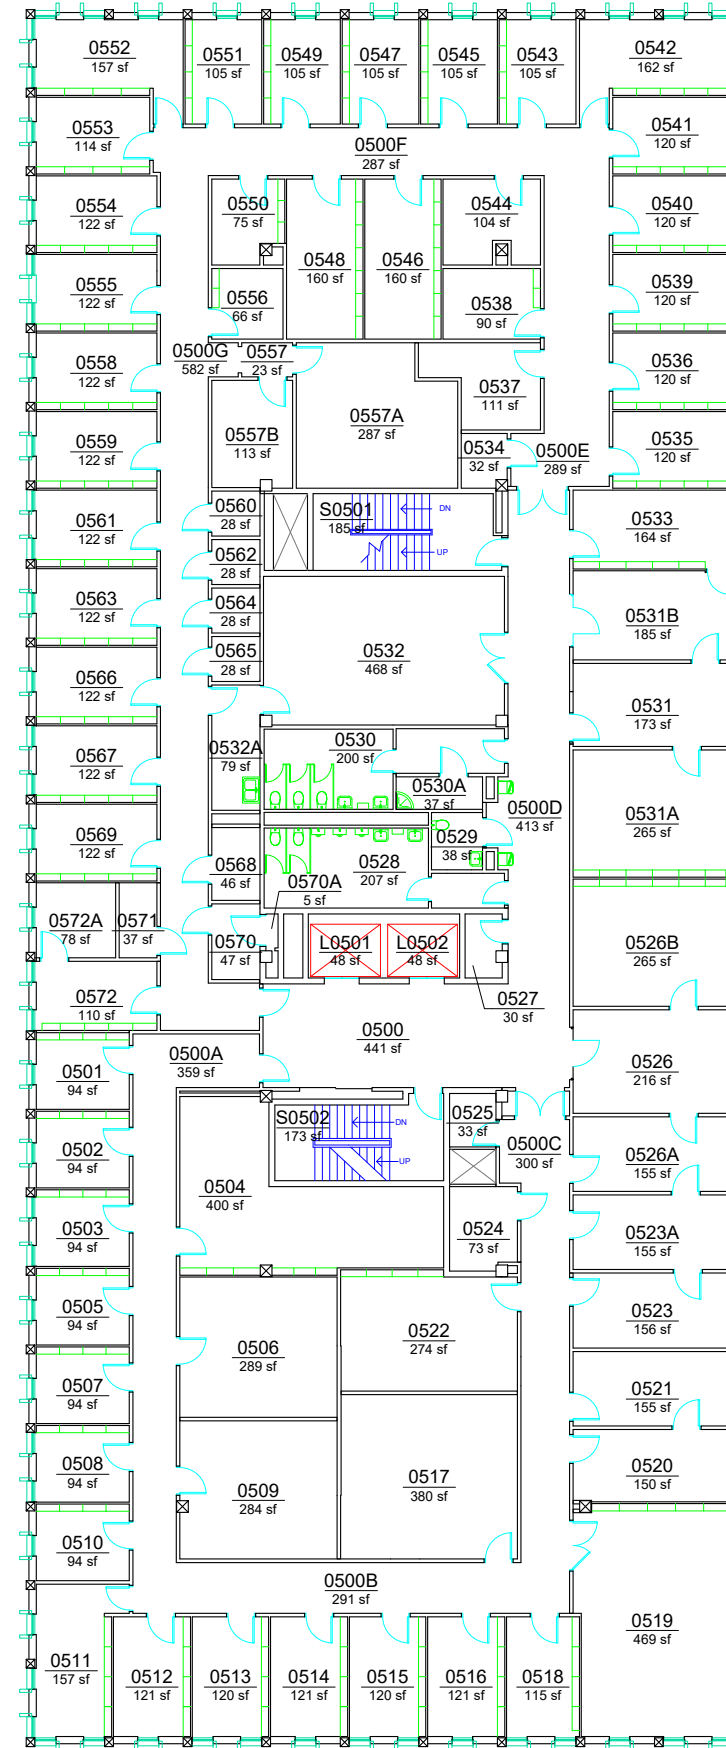 0552
157 sf
0551
105 sf
0549
105 sf
0547
105 sf
0545
105 sf
0543
105 sf
0542
162 sf
0553
114 sf
0541
120 sf
0500F
287 sf
0554
122 sf
0550
75 sf
0548
160 sf
0546
160 sf
0544
104 sf
0540
120 sf
0555
122 sf
0556
66 sf
0538
90 sf
0539
120 sf
0500G
582 sf
0557
23 sf
0558
122 sf
0557A
287 sf
0537
111 sf
0536
120 sf
0559
122 sf
0557B
113 sf
0534
32 sf
0500E
289 sf
0535
120 sf
0560
28 sf
S0501
185 sf
DN
UP
0533
164 sf
0561
122 sf
0562
28 sf
0563
122 sf
0564
28 sf
0532
468 sf
0531B
185 sf
0565
28 sf
0566
122 sf
0531
173 sf
0532A
79 sf
0530
200 sf
0567
122 sf
0530A
37 sf
0500D
413 sf
0531A
265 sf
0569
122 sf
0568
46 sf
0528
207 sf
0529
38 sf
0570A
5 sf
0572A
78 sf
0571
37 sf
0570
47 sf
L0501
48 sf
L0502
48 sf
0526B
265 sf
0572
110 sf
0527
30 sf
0500
441 sf
0500A
359 sf
0501
94 sf
0526
216 sf
0502
94 sf
S0502
173 sf
DN
UP
0525
33 sf
0500C
300 sf
0526A
155 sf
0504
400 sf
0503
94 sf
0524
73 sf
0523A
155 sf
0505
94 sf
0506
289 sf
0522
274 sf
0523
156 sf
0507
94 sf
0521
155 sf
0508
94 sf
0509
284 sf
0517
380 sf
0520
150 sf
0510
94 sf
0500B
291 sf
0511
157 sf
0512
121 sf
0513
120 sf
0514
121 sf
0515
120 sf
0516
121 sf
0518
115 sf
0519
469 sf